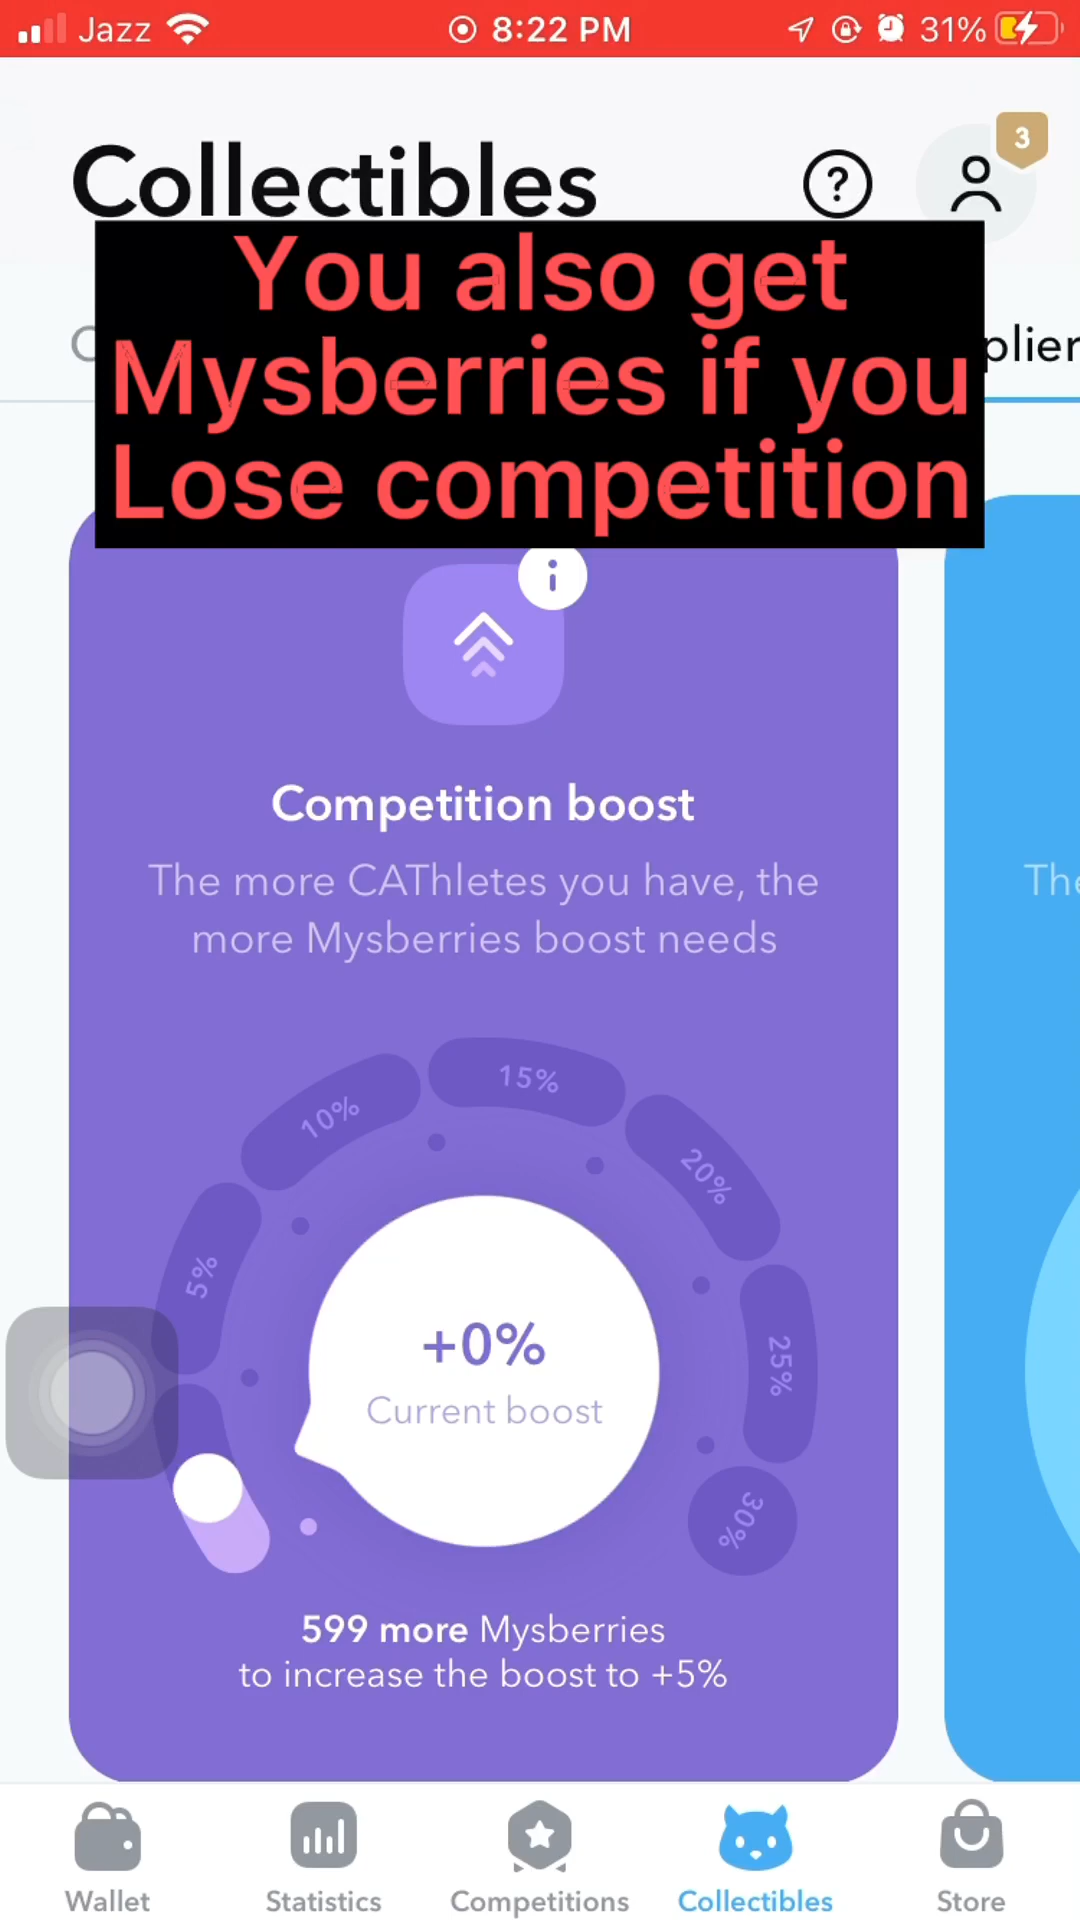 Jazz 8:22 PM 31%
Collectibles ? 3
You also get
Mysberries if you
Lose competition
Competition boost
The more CAThletes you have, the
more Mysberries boost needs
5%
10%
15%
20%
25%
30%
+0%
Current boost
599 more Mysberries
to increase the boost to +5%
Wallet Statistics Competitions Collectibles Store